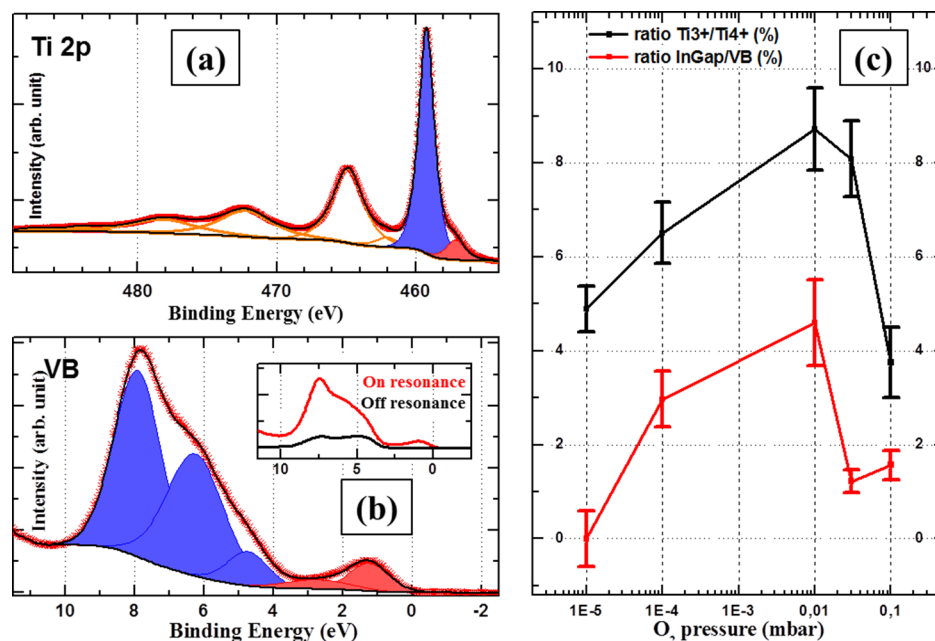 Ti 2p
(a)
Intensity (arb. unit)
480
470
460
Binding Energy (eV)
VB
(b)
Intensity (arb. unit)
On resonance
Off resonance
10
5
0
10
8
6
4
2
0
-2
Binding Energy (eV)
(c)
ratio Ti3+/Ti4+ (%)
ratio InGap/VB (%)
10
8
6
4
2
0
10
8
6
4
2
0
1E-5
1E-4
1E-3
0,01
0,1
O2 pressure (mbar)